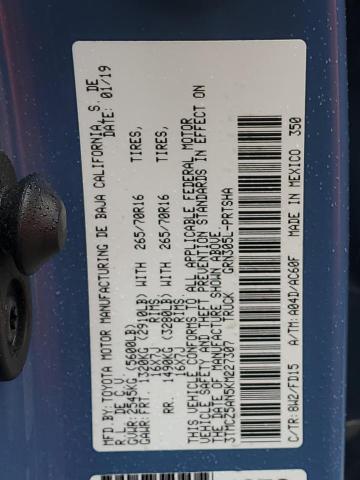 MFD. BY:TOYOTA MOTOR MANUFACTURING DE BAJA CALIFORNIA, S. DE
R.L. DE C.V. DATE: 01/19
GVWR:2545KG (5600LB)
GAWR:FRT. 1320KG (2910LB) WITH 265/70R16 TIRES,
16X7J RIMS,
RR. 1490KG (3280LB) WITH 265/70R16 TIRES,
16X7J RIMS,
THIS VEHICLE CONFORMS TO ALL APPLICABLE FEDERAL MOTOR
VEHICLE SAFETY AND THEFT PREVENTION STANDARDS IN EFFECT ON
THE DATE OF MANUFACTURE SHOWN ABOVE.
3TMCZ5AN5KM227307 TRUCK GRN305L-PRTSHA
C/TR:8W2/FD15 A/TM:A04D/AC60F MADE IN MEXICO 350